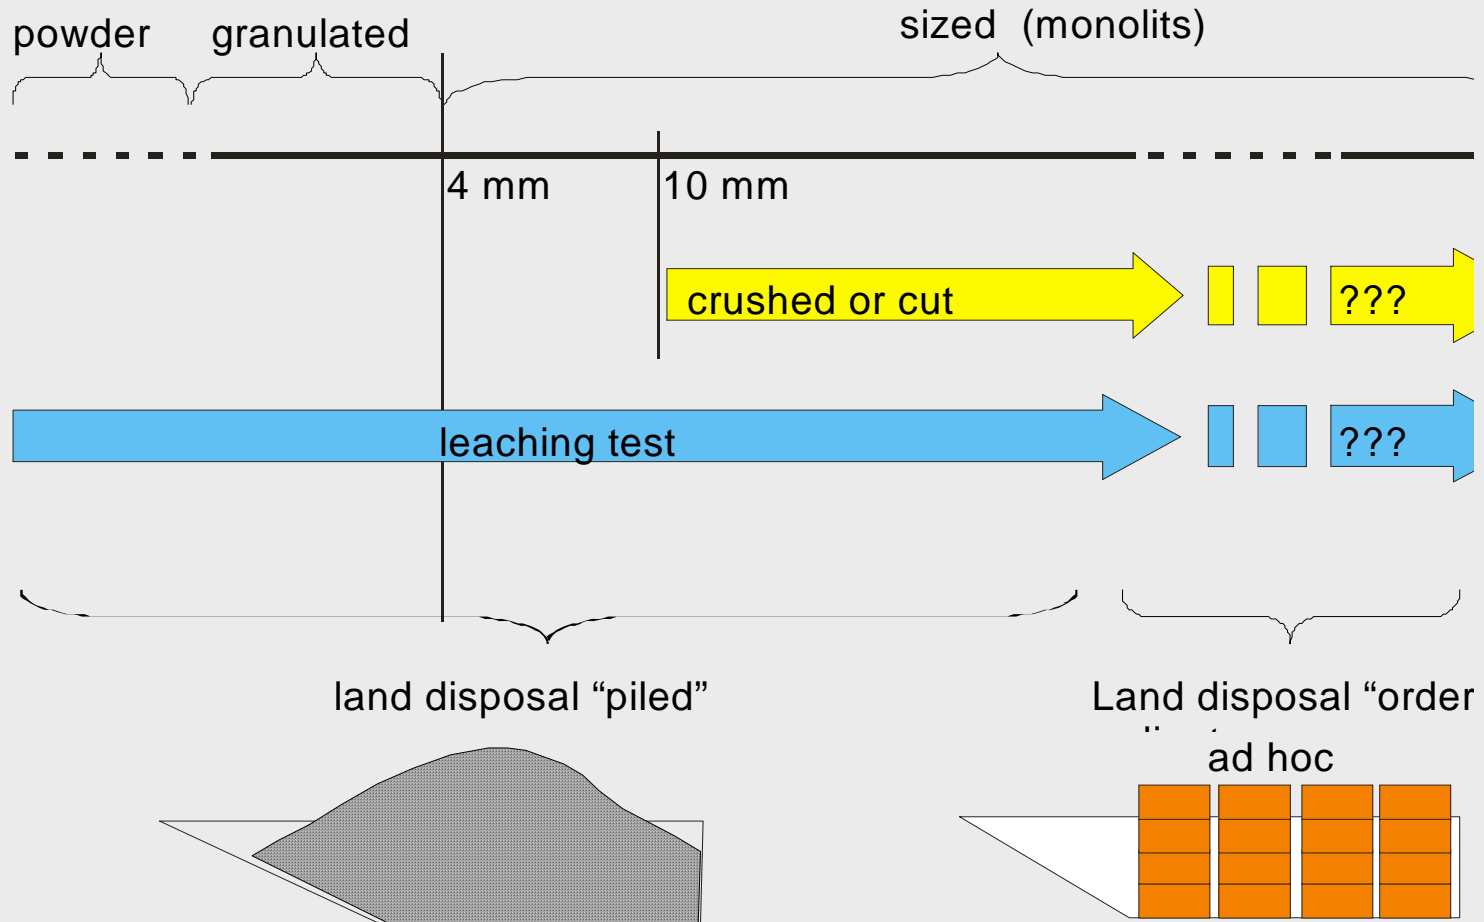 powder granulated sized (monolits)
4 mm 10 mm
crushed or cut ???
leaching test ???
land disposal “piled” Land disposal “order
ad hoc